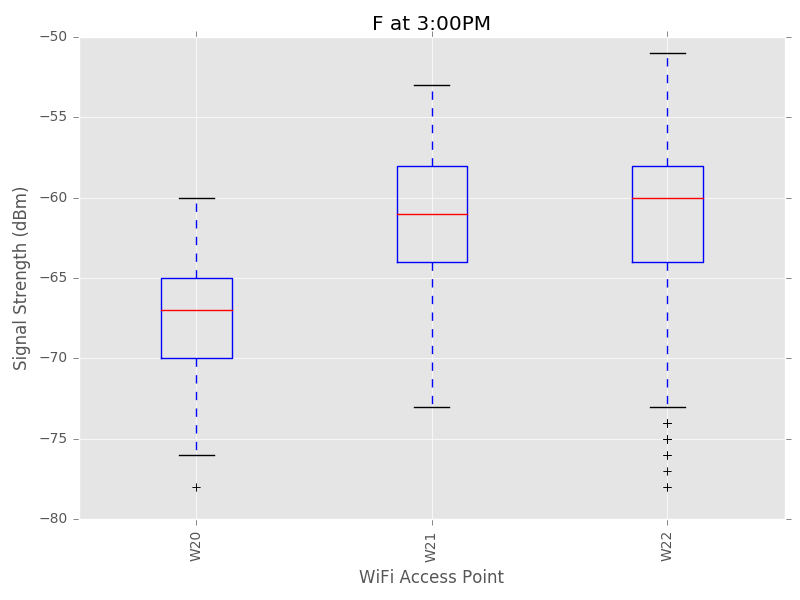 F at 3:00PM
−50
−55
−60
−65
−70
−75
−80
Signal Strength (dBm)
W20
W21
W22
WiFi Access Point